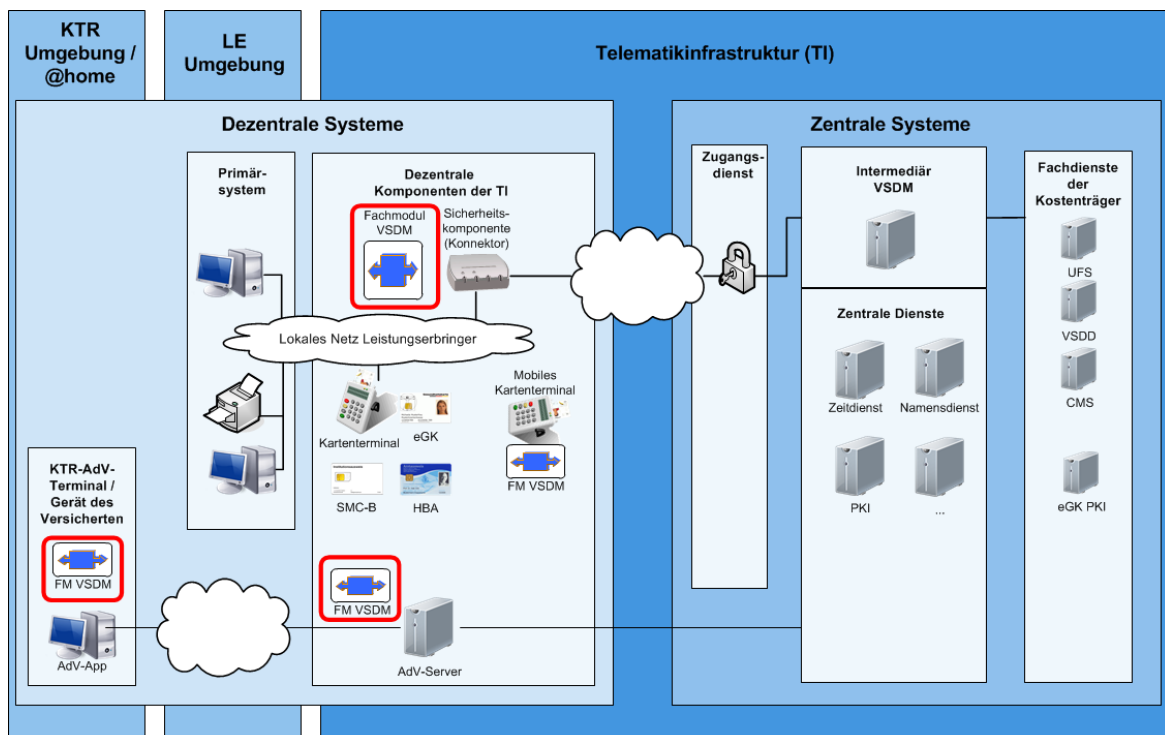 KTR
Umgebung /
@home
LE
Umgebung
Telematikinfrastruktur (TI)
Dezentrale Systeme
Zentrale Systeme
Primär-
system
Dezentrale
Komponenten der TI
Fachmodul
VSDM
Sicherheits-
komponente
(Konnektor)
Lokales Netz Leistungserbringer
Kartenterminal
eGK
Mobiles
Kartenterminal
FM VSDM
SMC-B
HBA
KTR-AdV-
Terminal /
Gerät des
Versicherten
FM VSDM
AdV-App
FM VSDM
AdV-Server
Zugangs-
dienst
Intermediär
VSDM
Zentrale Dienste
Zeitdienst
Namensdienst
PKI
...
Fachdienste
der
Kostenträger
UFS
VSDD
CMS
eGK PKI